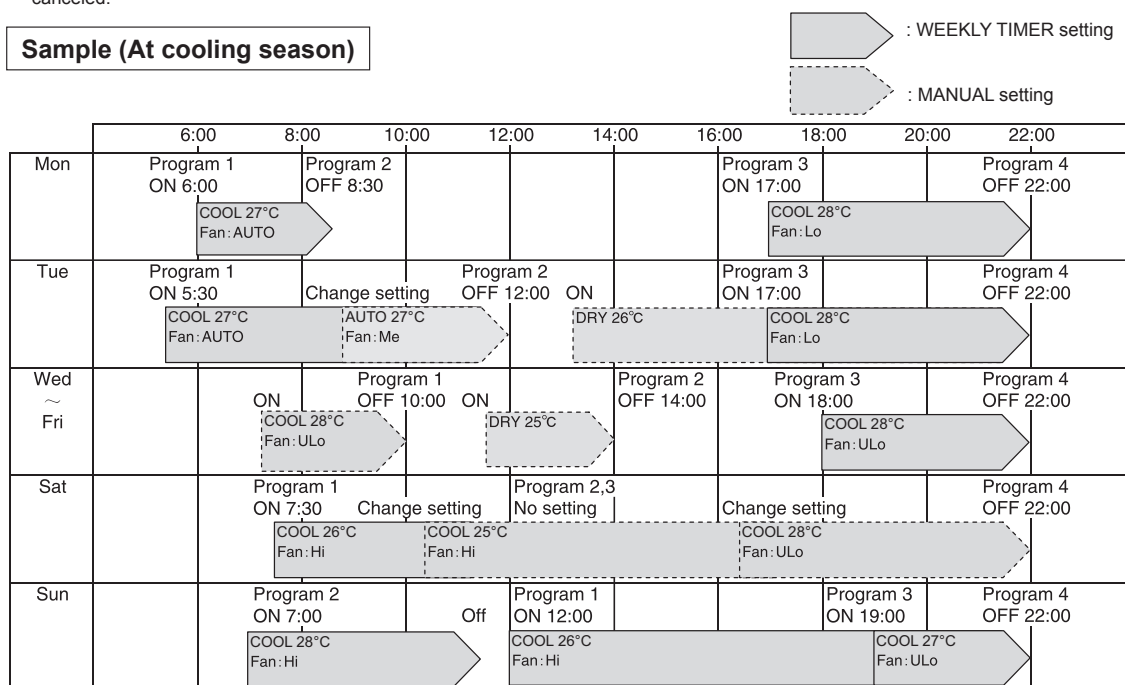 canceled.
Sample (At cooling season)
: WEEKLY TIMER setting
: MANUAL setting
6:00 8:00 10:00 12:00 14:00 16:00 18:00 20:00 22:00
Mon
Program 1 Program 2 Program 3 Program 4
ON 6:00 OFF 8:30 ON 17:00 OFF 22:00
COOL 27°C COOL 28°C
Fan:AUTO Fan:Lo
Tue
Program 1 Program 2 Program 3 Program 4
ON 5:30 Change setting OFF 12:00 ON ON 17:00 OFF 22:00
COOL 27°C AUTO 27°C DRY 26°C COOL 28°C
Fan:AUTO Fan:Me Fan:Lo
Wed
~
Fri
Program 1 Program 2 Program 3 Program 4
ON OFF 10:00 ON OFF 14:00 ON 18:00 OFF 22:00
COOL 28°C DRY 25°C COOL 28°C
Fan:ULo Fan:ULo
Sat
Program 1 Program 2,3 Program 4
ON 7:30 Change setting No setting Change setting OFF 22:00
COOL 26°C COOL 25°C COOL 28°C
Fan:Hi Fan:Hi Fan:ULo
Sun
Program 2 Program 1 Program 3 Program 4
ON 7:00 Off ON 12:00 ON 19:00 OFF 22:00
COOL 28°C COOL 26°C COOL 27°C
Fan:Hi Fan:Hi Fan:ULo